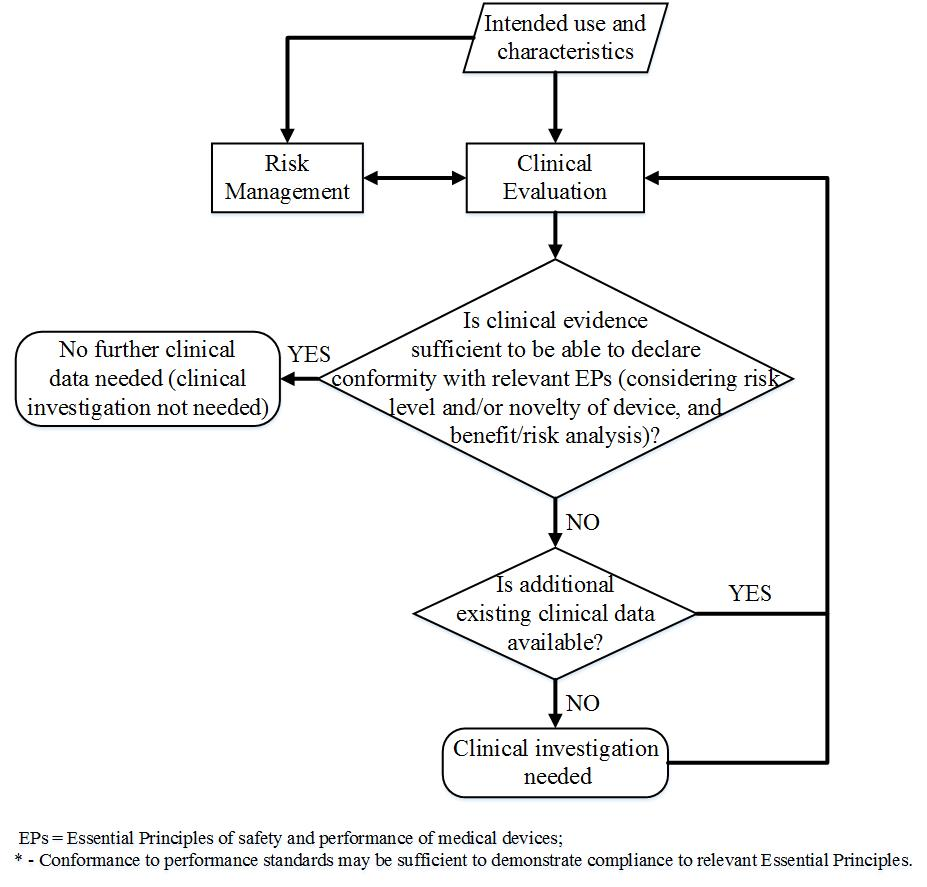 Intended use and
characteristics
Risk
Management
Clinical
Evaluation
Is clinical evidence
sufficient to be able to declare
conformity with relevant EPs (considering risk
level and/or novelty of device, and
benefit/risk analysis)?
YES
No further clinical
data needed (clinical
investigation not needed)
NO
Is additional
existing clinical data
available?
YES
NO
Clinical investigation
needed
EPs = Essential Principles of safety and performance of medical devices;
* - Conformance to performance standards may be sufficient to demonstrate compliance to relevant Essential Principles.